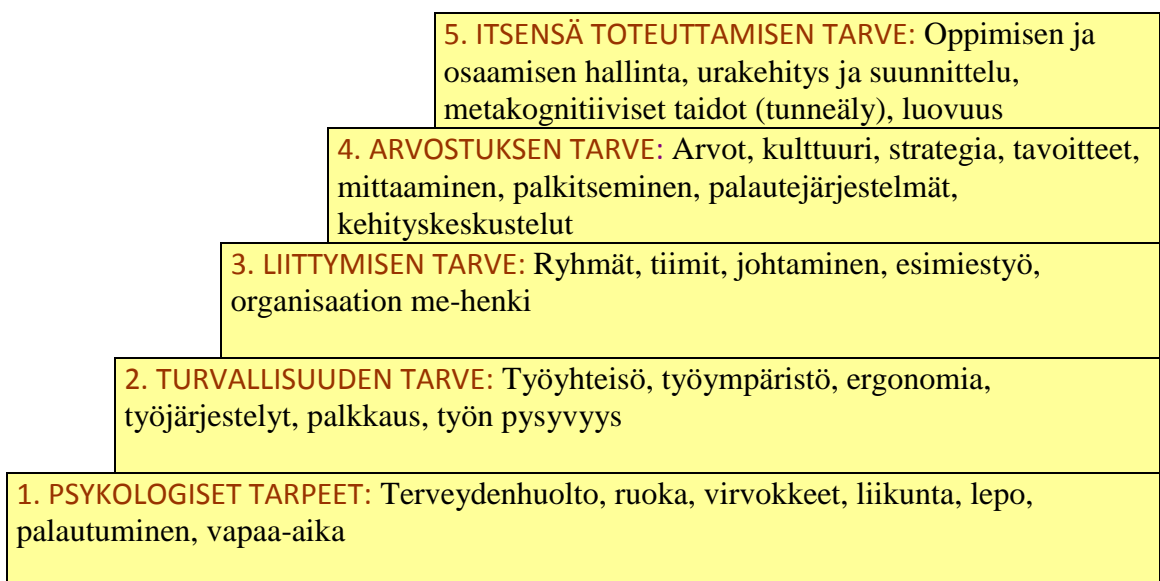 5. ITSENSÄ TOTEUTTAMISEN TARVE: Oppimisen ja
osaamisen hallinta, urakehitys ja suunnittelu,
metakognitiiviset taidot (tunneäly), luovuus
4. ARVOSTUKSEN TARVE: Arvot, kulttuuri, strategia, tavoitteet,
mittaaminen, palkitseminen, palautejärjestelmät,
kehityskeskustelut
3. LIITTYMISEN TARVE: Ryhmät, tiimit, johtaminen, esimiestyö,
organisaation me-henki
2. TURVALLISUUDEN TARVE: Työyhteisö, työympäristö, ergonomia,
työjärjestelyt, palkkaus, työn pysyvyys
1. PSYKOLOGISET TARPEET: Terveydenhuolto, ruoka, virvokkeet, liikunta, lepo,
palautuminen, vapaa-aika